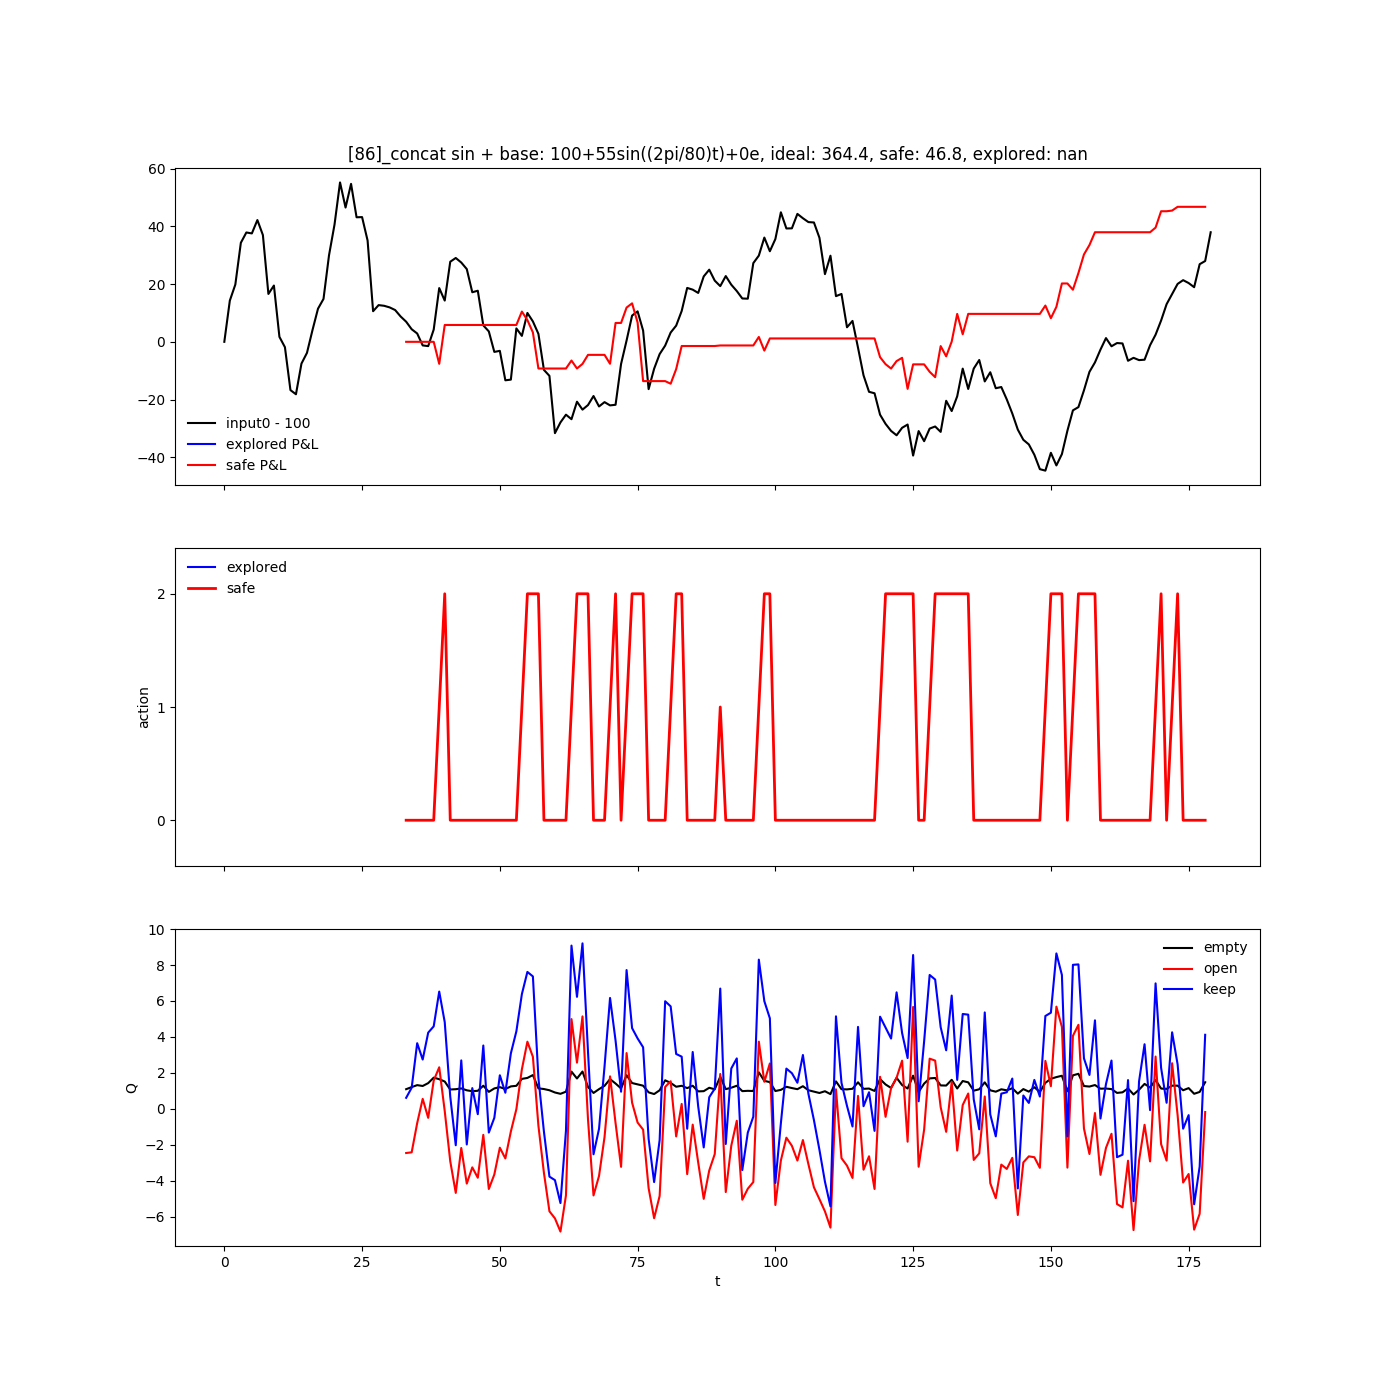 [86]_concat sin + base: 100+55sin((2pi/80)t)+0e, ideal: 364.4, safe: 46.8, explored: nan
60
40
20
0
−20
−40
input0 - 100
explored P&L
safe P&L
explored
safe
2
1
0
action
10
8
6
4
2
0
−2
−4
−6
Q
empty
open
keep
0 25 50 75 100 125 150 175
t